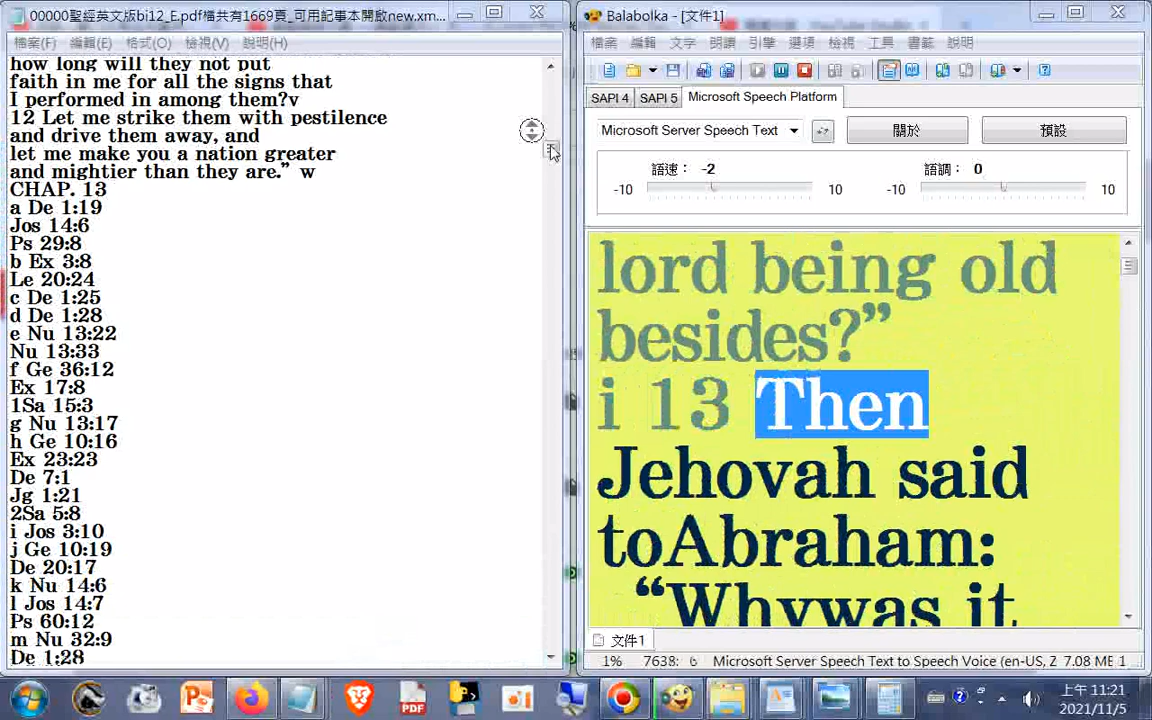 00000聖經英文版bi12_E.pdf檔共有1669頁_可用記事本開啟new.xm...
檔案(F) 編輯(E) 格式(O) 檢視(V) 說明(H)
how long will they not put
faith in me for all the signs that
I performed in among them?v
12 Let me strike them with pestilence
and drive them away, and
let me make you a nation greater
and mightier than they are.” w
CHAP. 13
a De 1:19
Jos 14:6
Ps 29:8
b Ex 3:8
Le 20:24
c De 1:25
d De 1:28
e Nu 13:22
Nu 13:33
f Ge 36:12
Ex 17:8
1Sa 15:3
g Nu 13:17
h Ge 10:16
Ex 23:23
De 7:1
Jg 1:21
2Sa 5:8
i Jos 3:10
j Ge 10:19
De 20:17
k Nu 14:6
l Jos 14:7
Ps 60:12
m Nu 32:9
De 1:28
Balabolka - [文件1]
檔案 編輯 文字 朗讀 引擎 選項 檢視 工具 書籤 說明
SAPI 4 SAPI 5 Microsoft Speech Platform
Microsoft Server Speech Text 關於 預設
語速: -2 語調: 0
-10 10 -10 10
lord being old
besides?”
i 13 Then
Jehovah said
toAbraham:
“Whywas it
文件1
1% 7638: 6 Microsoft Server Speech Text to Speech Voice (en-US, Z 7.08 ME 1
PDF
上午 11:21
2021/11/5